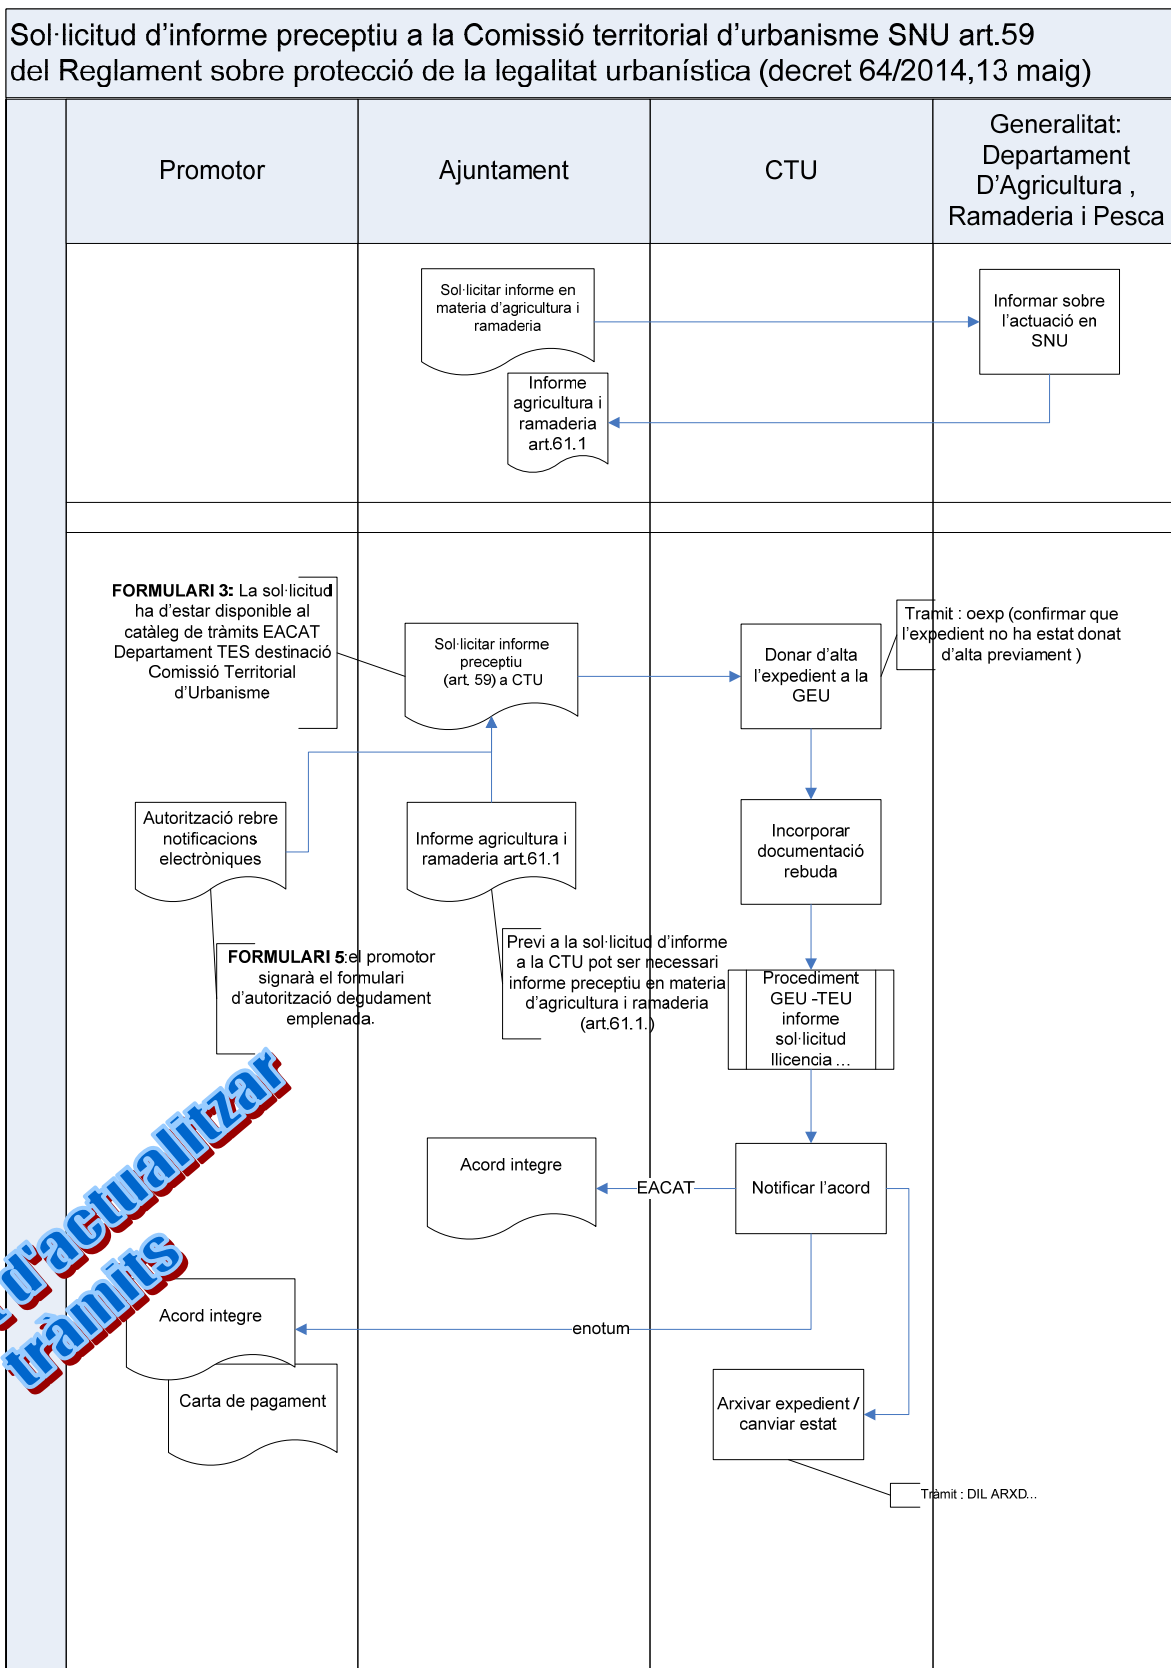 Sol·licitud d’informe preceptiu a la Comissió territorial d’urbanisme SNU art.59
del Reglament sobre protecció de la legalitat urbanística (decret 64/2014,13 maig)
Promotor
Ajuntament
CTU
Generalitat:
Departament
D’Agricultura ,
Ramaderia i Pesca
Sol·licitar informe en
materia d’agricultura i
ramaderia
Informar sobre
l’actuació en
SNU
Informe
agricultura i
ramaderia
art.61.1
FORMULARI 3: La sol·licitud
ha d’estar disponible al
catàleg de tràmits EACAT
Departament TES destinació
Comissió Territorial
d’Urbanisme
Sol·licitar informe
preceptiu
(art. 59) a CTU
Donar d’alta
l’expedient a la
GEU
Tramit : oexp (confirmar que
l’expedient no ha estat donat
d’alta previament )
Autorització rebre
notificacions
electròniques
Informe agricultura i
ramaderia art.61.1
Incorporar
documentació
rebuda
FORMULARI 5:el promotor
signarà el formulari
d’autorització degudament
emplenada.
Previ a la sol·licitud d’informe
a la CTU pot ser necessari
informe preceptiu en materia
d’agricultura i ramaderia
(art.61.1.)
Procediment
GEU -TEU
informe
sol·licitud
llicencia ...
Acord integre
EACAT
Notificar l’acord
d'actualitzar
tràmits
Acord integre
enotum
Carta de pagament
Arxivar expedient /
canviar estat
Tràmit : DIL ARXD...